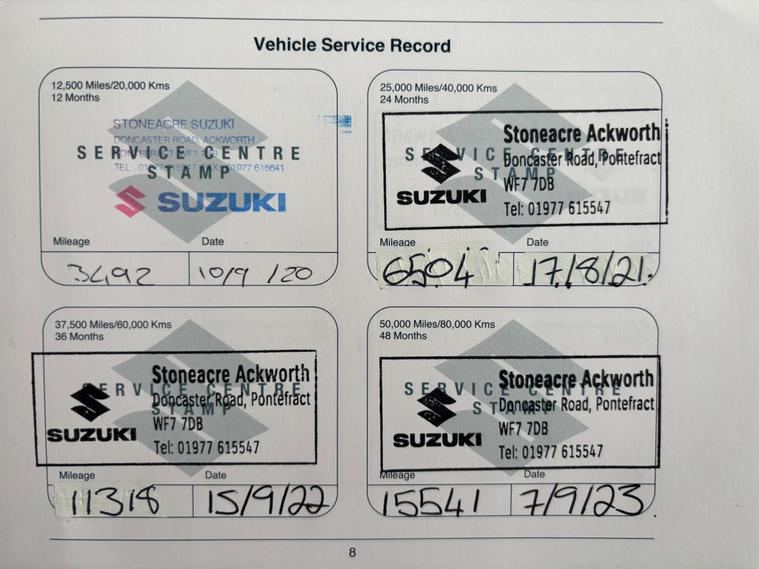 Vehicle Service Record
12,500 Miles/20,000 Kms
12 Months
STONEACRE SUZUKI
DONCASTER ROAD, ACKWORTH
SERVICE CENTRE
STAMP
SUZUKI
Mileage Date
3492 10/9/20
25,000 Miles/40,000 Kms
24 Months
SERVICE CENTRE
STAMP
Stoneacre Ackworth
Doncaster Road, Pontefract
WF7 7DB
SUZUKI
Tel: 01977 615547
Mileage Date
6504 17/8/21.
37,500 Miles/60,000 Kms
36 Months
SERVICE CENTRE
STAMP
Stoneacre Ackworth
Doncaster Road, Pontefract
WF7 7DB
SUZUKI
Tel: 01977 615547
Mileage Date
11318 15/9/22
50,000 Miles/80,000 Kms
48 Months
SERVICE CENTRE
STAMP
Stoneacre Ackworth
Doncaster Road, Pontefract
WF7 7DB
SUZUKI
Tel: 01977 615547
Mileage Date
15541 7/9/23
8